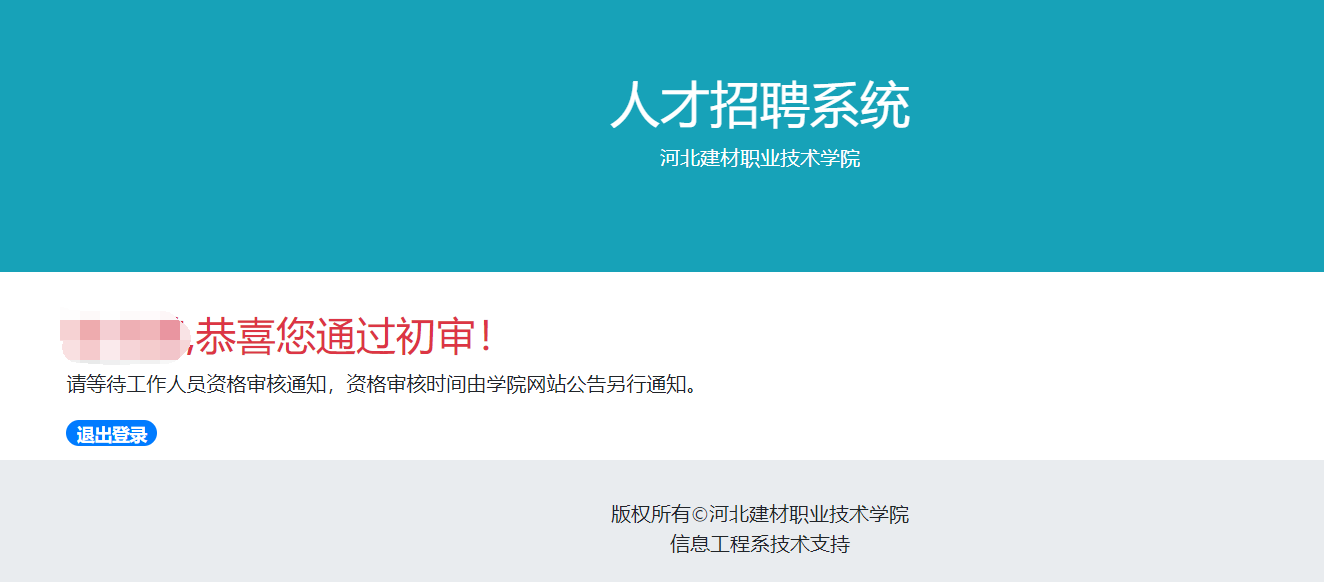 人才招聘系统
河北建材职业技术学院
,恭喜您通过初审！
请等待工作人员资格审核通知，资格审核时间由学院网站公告另行通知。
退出登录
版权所有©河北建材职业技术学院
信息工程系技术支持